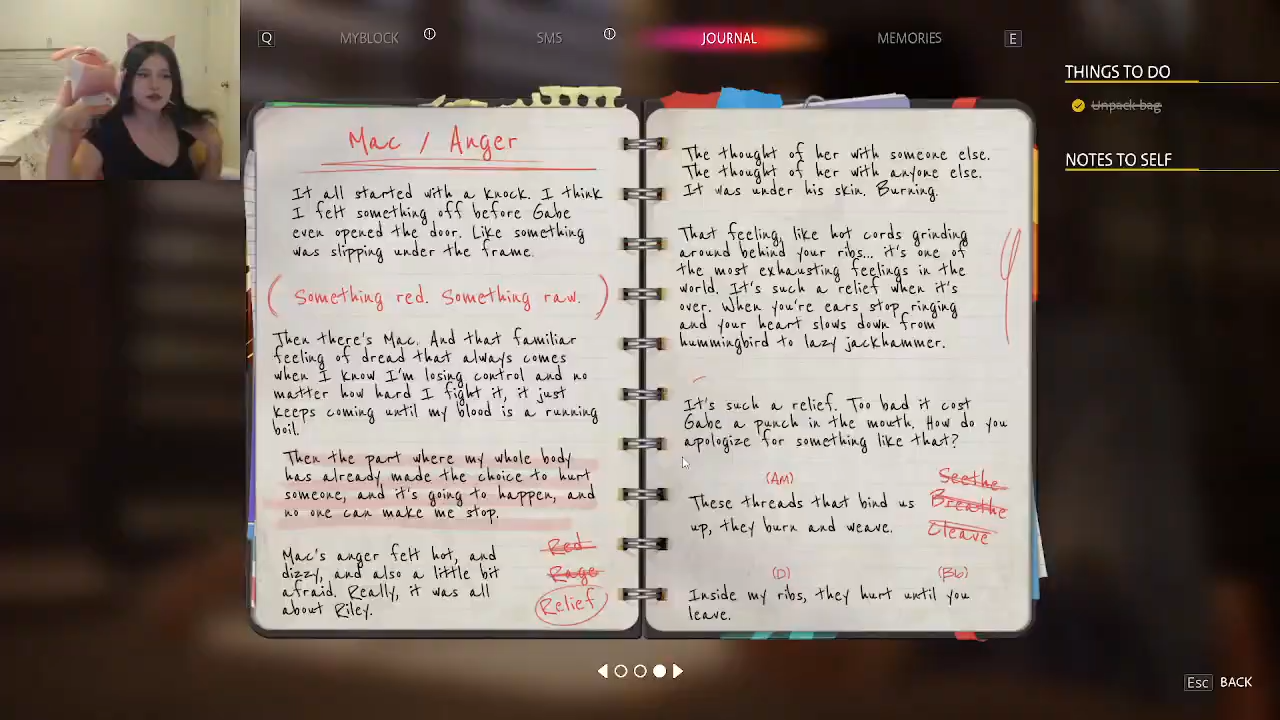 Q
MYBLOCK
SMS
JOURNAL
MEMORIES
E
THINGS TO DO
Unpack bag
NOTES TO SELF
Mac / Anger
It all started with a knock. I think
I felt something off before Gabe
even opened the door. Like something
was slipping under the frame.
(Something red. Something raw.)
Then there's Mac. And that familiar
feeling of dread that always comes
when I know I'm losing control and no
matter how hard I fight it, it just
keeps coming until my blood is a running
boil.
Then the part where my whole body
has already made the choice to hurt
someone, and it's going to happen, and
no one can make me stop.
Mac's anger felt hot, and
dizzy, and also a little bit
afraid. Really, it was all
about Riley.
Red
Rage
Relief
The thought of her with someone else.
The thought of her with anyone else.
It was under his skin. Burning.
That feeling, like hot cords grinding
around behind your ribs... it's one of
the most exhausting feelings in the
world. It's such a relief when it's
over. When you're ears stop ringing
and your heart slows down from
hummingbird to lazy jackhammer.
It's such a relief. Too bad it cost
Gabe a punch in the mouth. How do you
apologize for something like that?
(Am)
These threads that bind us
up, they burn and weave.
Seethe
Breathe
Cleave
(D) (Bb)
Inside my ribs, they hurt until you
leave.
Esc BACK